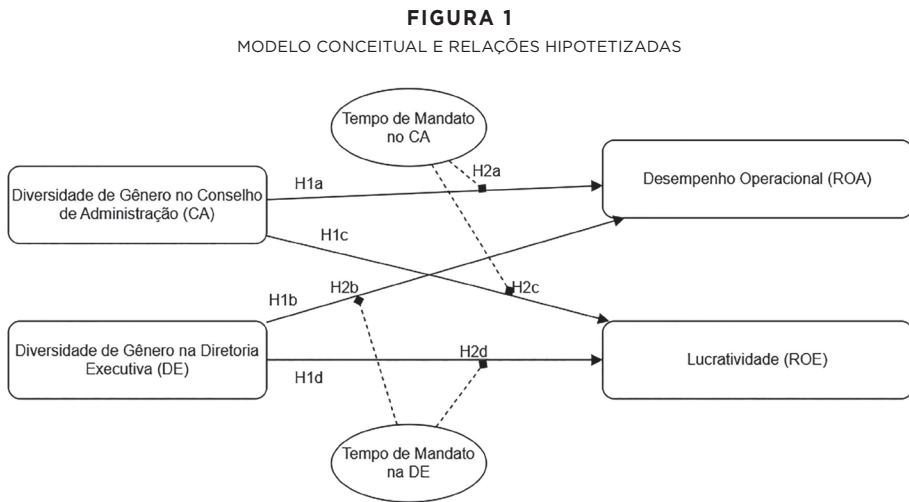 FIGURA 1
MODELO CONCEITUAL E RELAÇÕES HIPOTETIZADAS
Tempo de Mandato
no CA
Diversidade de Gênero no Conselho
de Administração (CA)
H1a
H2a
Desempenho Operacional (ROA)
H1c
H2b
H2c
H1b
Diversidade de Gênero na Diretoria
Executiva (DE)
H2d
H1d
Lucratividade (ROE)
Tempo de Mandato
na DE